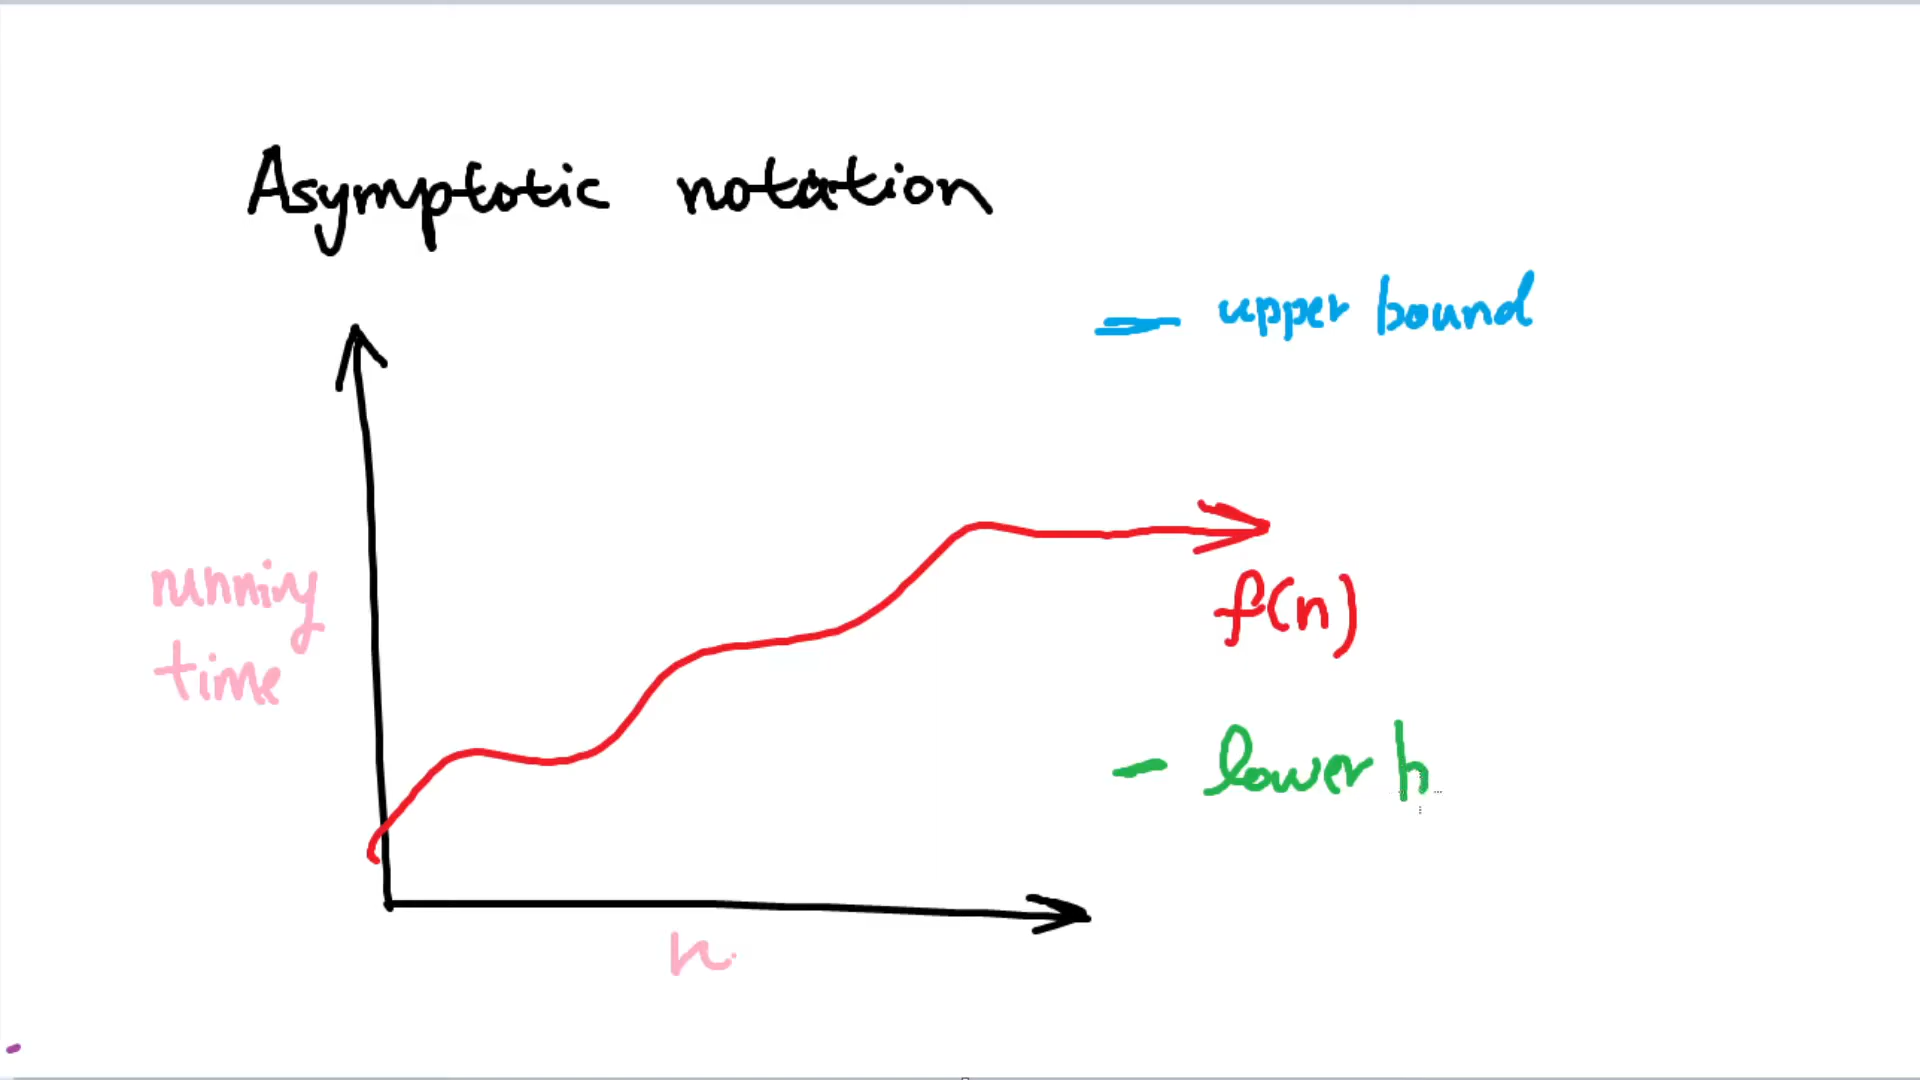 Asymptotic notation
upper bound
running
time
f(n)
lower b
n